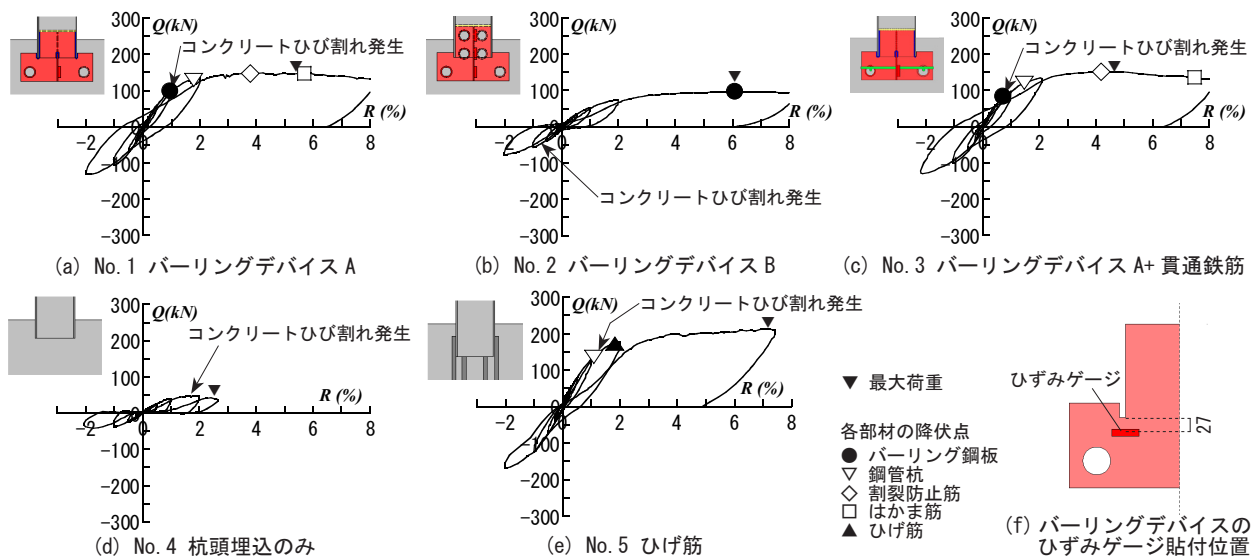 300
Q(kN)
コンクリートひび割れ発生
200
100
R (%)
0
−2
0
2
4
6
8
−100
−200
−300
(a) No.1 バーリングデバイス A
300
Q(kN)
200
100
R (%)
0
−2
0
2
4
6
8
−100
コンクリートひび割れ発生
−200
−300
(b) No.2 バーリングデバイス B
300
Q(kN)
コンクリートひび割れ発生
200
100
R (%)
0
−2
0
2
4
6
8
−100
−200
−300
(c) No.3 バーリングデバイス A+ 貫通鉄筋
300
Q(kN)
コンクリートひび割れ発生
200
100
R (%)
0
−2
0
2
4
6
8
−100
−200
−300
(d) No.4 杭頭埋込のみ
300
Q(kN)
コンクリートひび割れ発生
200
100
R (%)
0
−2
0
2
4
6
8
−100
−200
−300
(e) No.5 ひげ筋
▼ 最大荷重
各部材の降伏点
● バーリング鋼板
▽ 鋼管杭
◇ 割裂防止筋
□ はかま筋
▲ ひげ筋
ひずみゲージ
27
(f) バーリングデバイスの
ひずみゲージ貼付位置